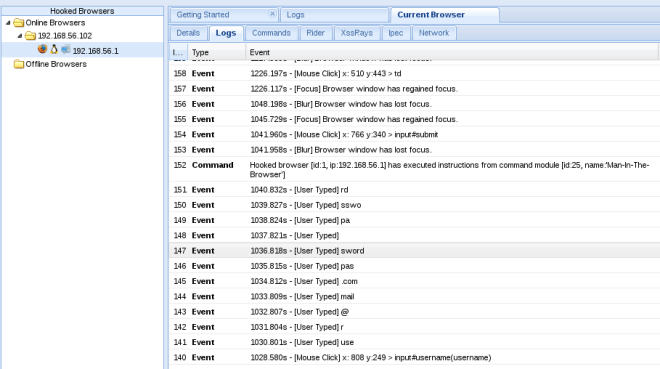 Hooked Browsers
Online Browsers
192.168.56.102
192.168.56.1
Offline Browsers
Getting Started Logs Current Browser
Details Logs Commands Rider XssRays Ipec Network
I... Type Event
158 Event 1226.197s - [Mouse Click] x: 510 y:443 > td
157 Event 1226.117s - [Focus] Browser window has regained focus.
156 Event 1048.198s - [Blur] Browser window has lost focus.
155 Event 1045.729s - [Focus] Browser window has regained focus.
154 Event 1041.960s - [Mouse Click] x: 766 y:340 > input#submit
153 Event 1041.958s - [Blur] Browser window has lost focus.
152 Command Hooked browser [id:1, ip:192.168.56.1] has executed instructions from command module [id:25, name:'Man-In-The-
Browser']
151 Event 1040.832s - [User Typed] rd
150 Event 1039.827s - [User Typed] sswo
149 Event 1038.824s - [User Typed] pa
148 Event 1037.821s - [User Typed]
147 Event 1036.818s - [User Typed] sword
146 Event 1035.815s - [User Typed] pas
145 Event 1034.812s - [User Typed] .com
144 Event 1033.809s - [User Typed] mail
143 Event 1032.807s - [User Typed] @
142 Event 1031.804s - [User Typed] r
141 Event 1030.801s - [User Typed] use
140 Event 1028.580s - [Mouse Click] x: 808 y:249 > input#username(username)